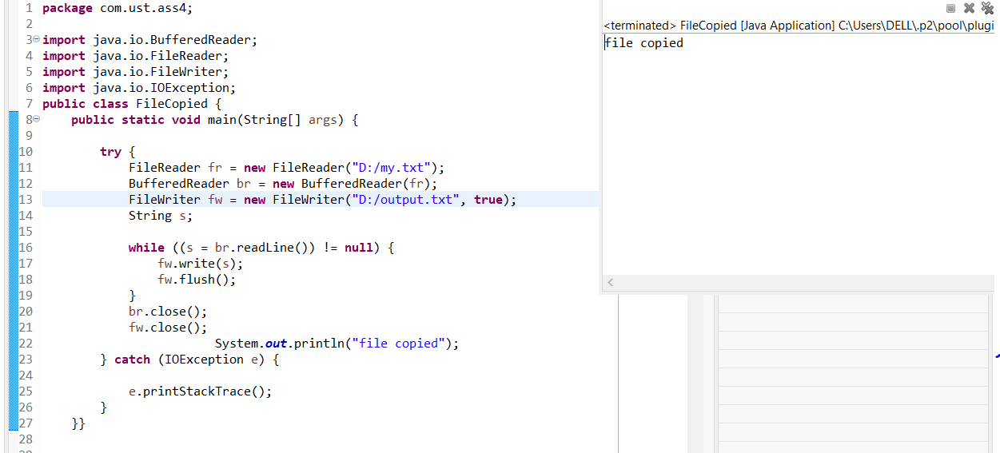 1 package com.ust.ass4;
2
3 import java.io.BufferedReader;
4 import java.io.FileReader;
5 import java.io.FileWriter;
6 import java.io.IOException;
7 public class FileCopied {
8     public static void main(String[] args) {
9
10         try {
11             FileReader fr = new FileReader("D:/my.txt");
12             BufferedReader br = new BufferedReader(fr);
13             FileWriter fw = new FileWriter("D:/output.txt", true);
14             String s;
15
16             while ((s = br.readLine()) != null) {
17                 fw.write(s);
18                 fw.flush();
19             }
20             br.close();
21             fw.close();
22                         System.out.println("file copied");
23         } catch (IOException e) {
24
25             e.printStackTrace();
26         }
27     }}
28
<terminated> FileCopied [Java Application] C:\Users\DELL\.p2\pool\plugi
file copied